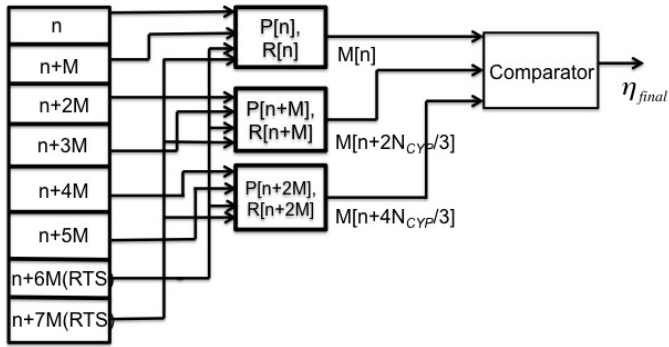 n
n+M
n+2M
n+3M
n+4M
n+5M
n+6M(RTS)
n+7M(RTS)
P[n],
R[n]
P[n+M],
R[n+M]
P[n+2M],
R[n+2M]
M[n]
M[n+2N_CYP/3]
M[n+4N_CYP/3]
Comparator
η_final